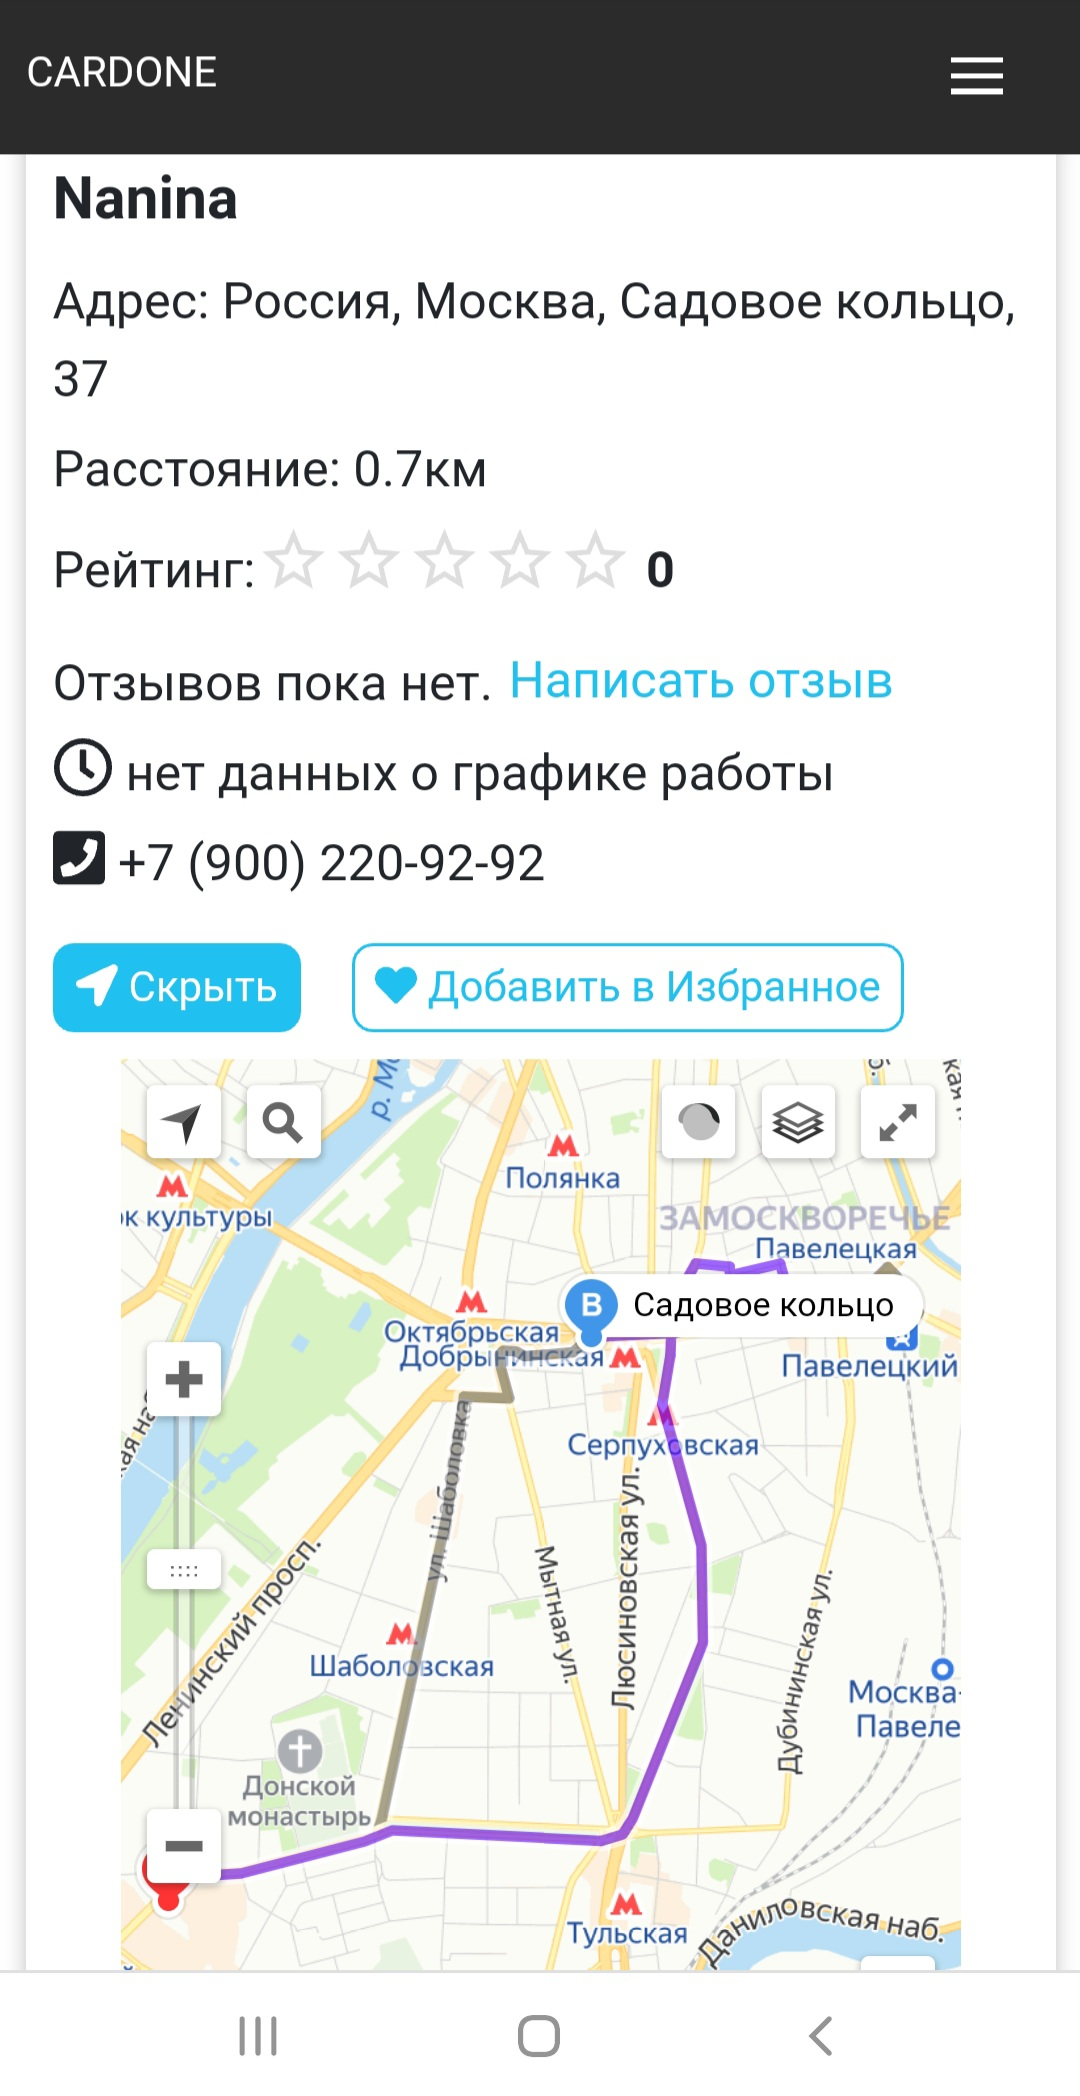 CARDONE
Nanina
Адрес: Россия, Москва, Садовое кольцо,
37
Расстояние: 0.7км
Рейтинг: 0
Отзывов пока нет. Написать отзыв
нет данных о графике работы
+7 (900) 220-92-92
Скрыть
Добавить в Избранное
р. М
Полянка
к культуры
ЗАМОСКВОРЕЧЬЕ
Павелецкая
B Садовое кольцо
Октябрьская
Добрынинская
Павелецкий
Серпуховская
ул. Шаболовка
Мытная ул.
Люсиновская ул.
Ленинский просп.
Шаболовская
Дубининская ул.
Москва-
Павеле
Донской
монастырь
Тульская
Даниловская наб.